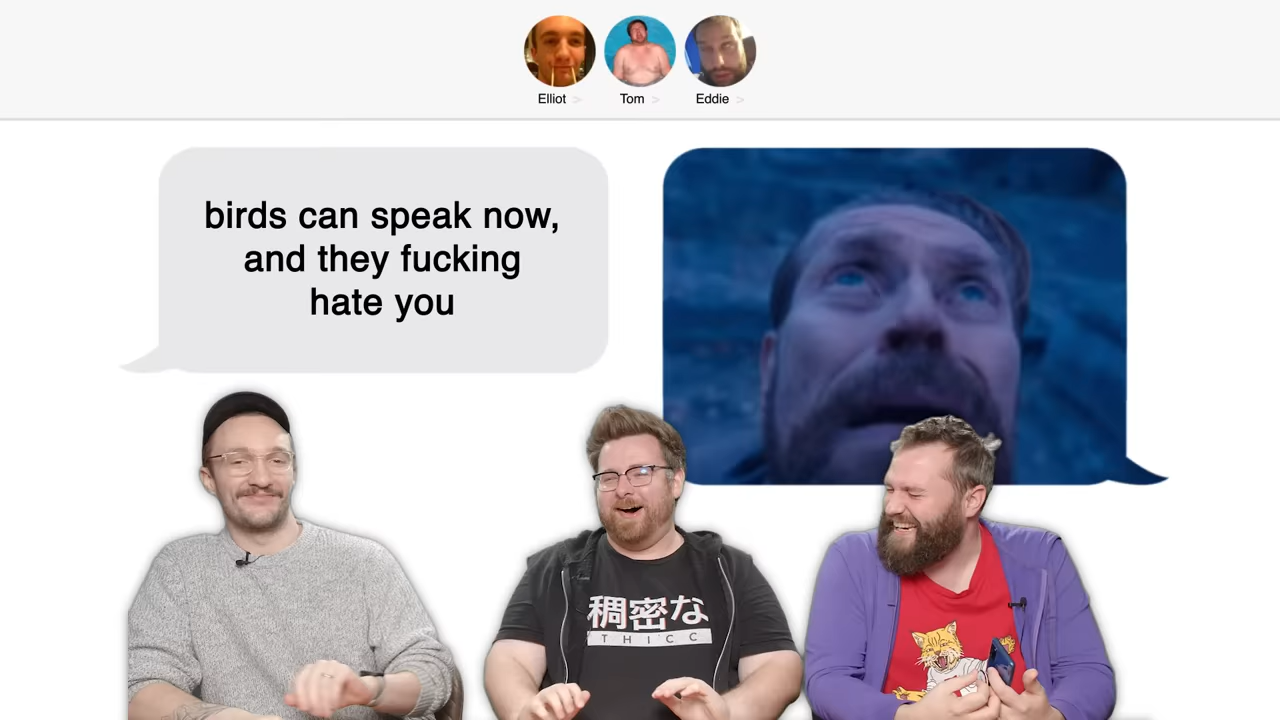 Elliot >
Tom >
Eddie >
birds can speak now,
and they fucking
hate you
稠密な
THICC